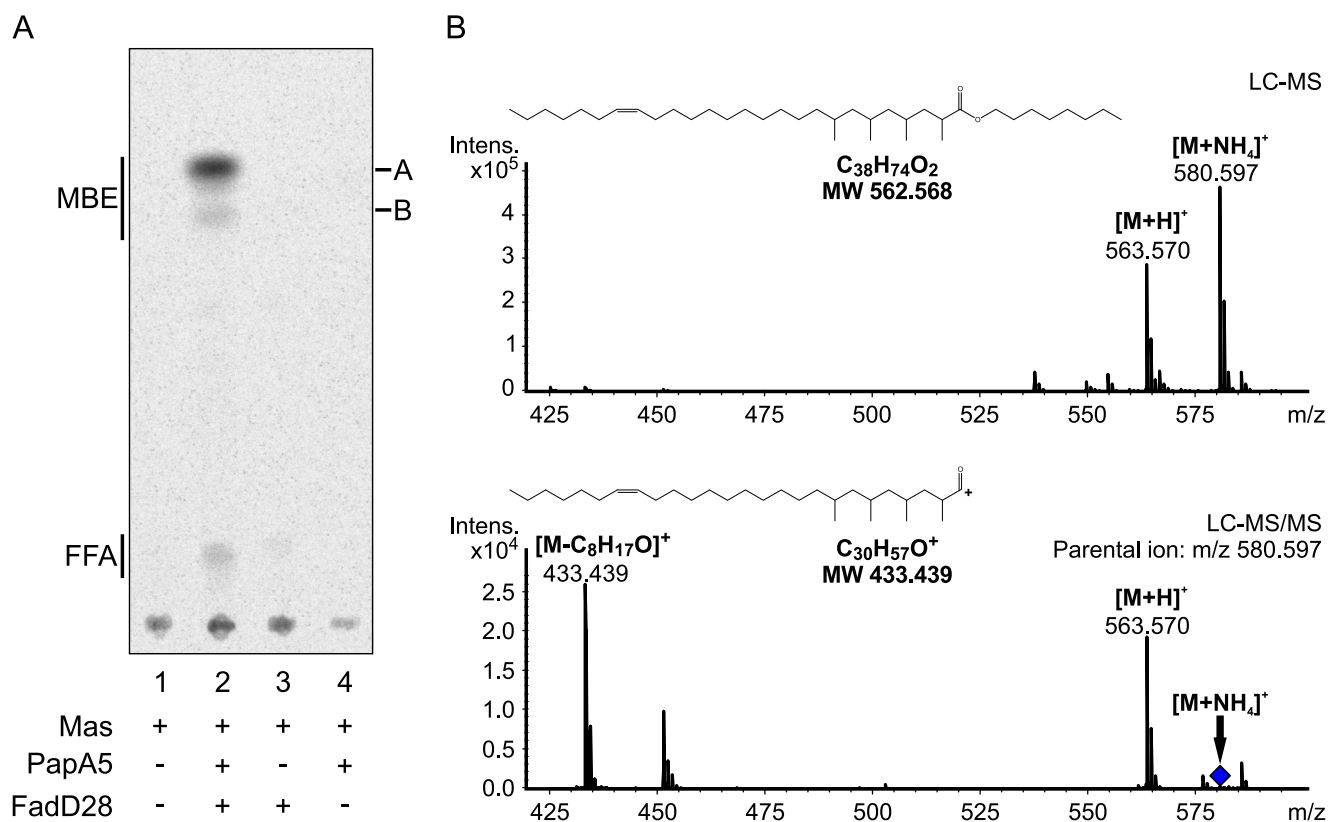 A
MBE
FFA
A
B
1 2 3 4
Mas + + + +
PapA5 - + - +
FadD28 - + + -
B
LC-MS
O
O
Intens.
x10⁵
C₃₈H₇₄O₂
MW 562.568
[M+NH₄]⁺
580.597
[M+H]⁺
563.570
4
3
2
1
0
425 450 475 500 525 550 575 m/z
O
+
LC-MS/MS
Parental ion: m/z 580.597
Intens.
x10⁴
[M-C₈H₁₇O]⁺
433.439
C₃₀H₅₇O⁺
MW 433.439
[M+H]⁺
563.570
[M+NH₄]⁺
2.5
2.0
1.5
1.0
0.5
0.0
425 450 475 500 525 550 575 m/z